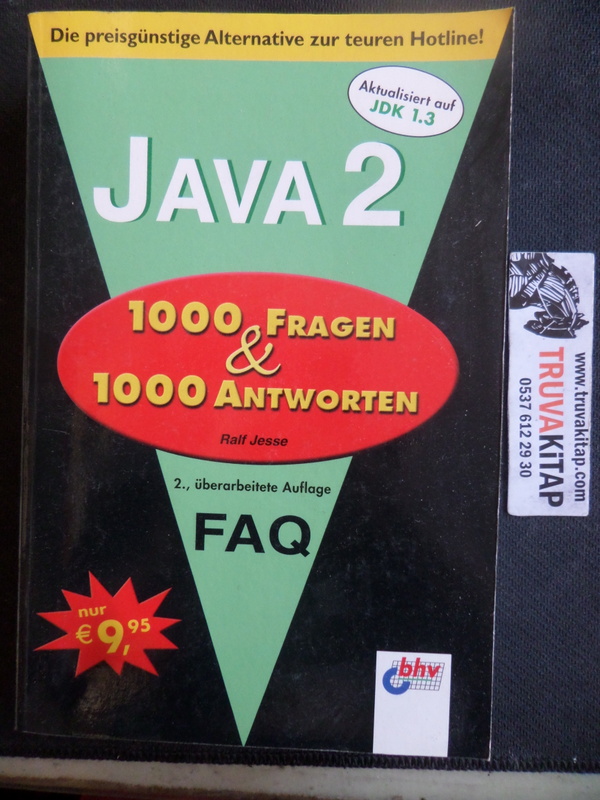 Die preisgünstige Alternative zur teuren Hotline!
Aktualisiert auf
JDK 1.3
JAVA 2
1000 FRAGEN
&
1000 ANTWORTEN
Ralf Jesse
2., überarbeitete Auflage
FAQ
nur
€ 9,95
bhv
www.truvakitap.com
TRUVAKiTAP
0537 612 29 30